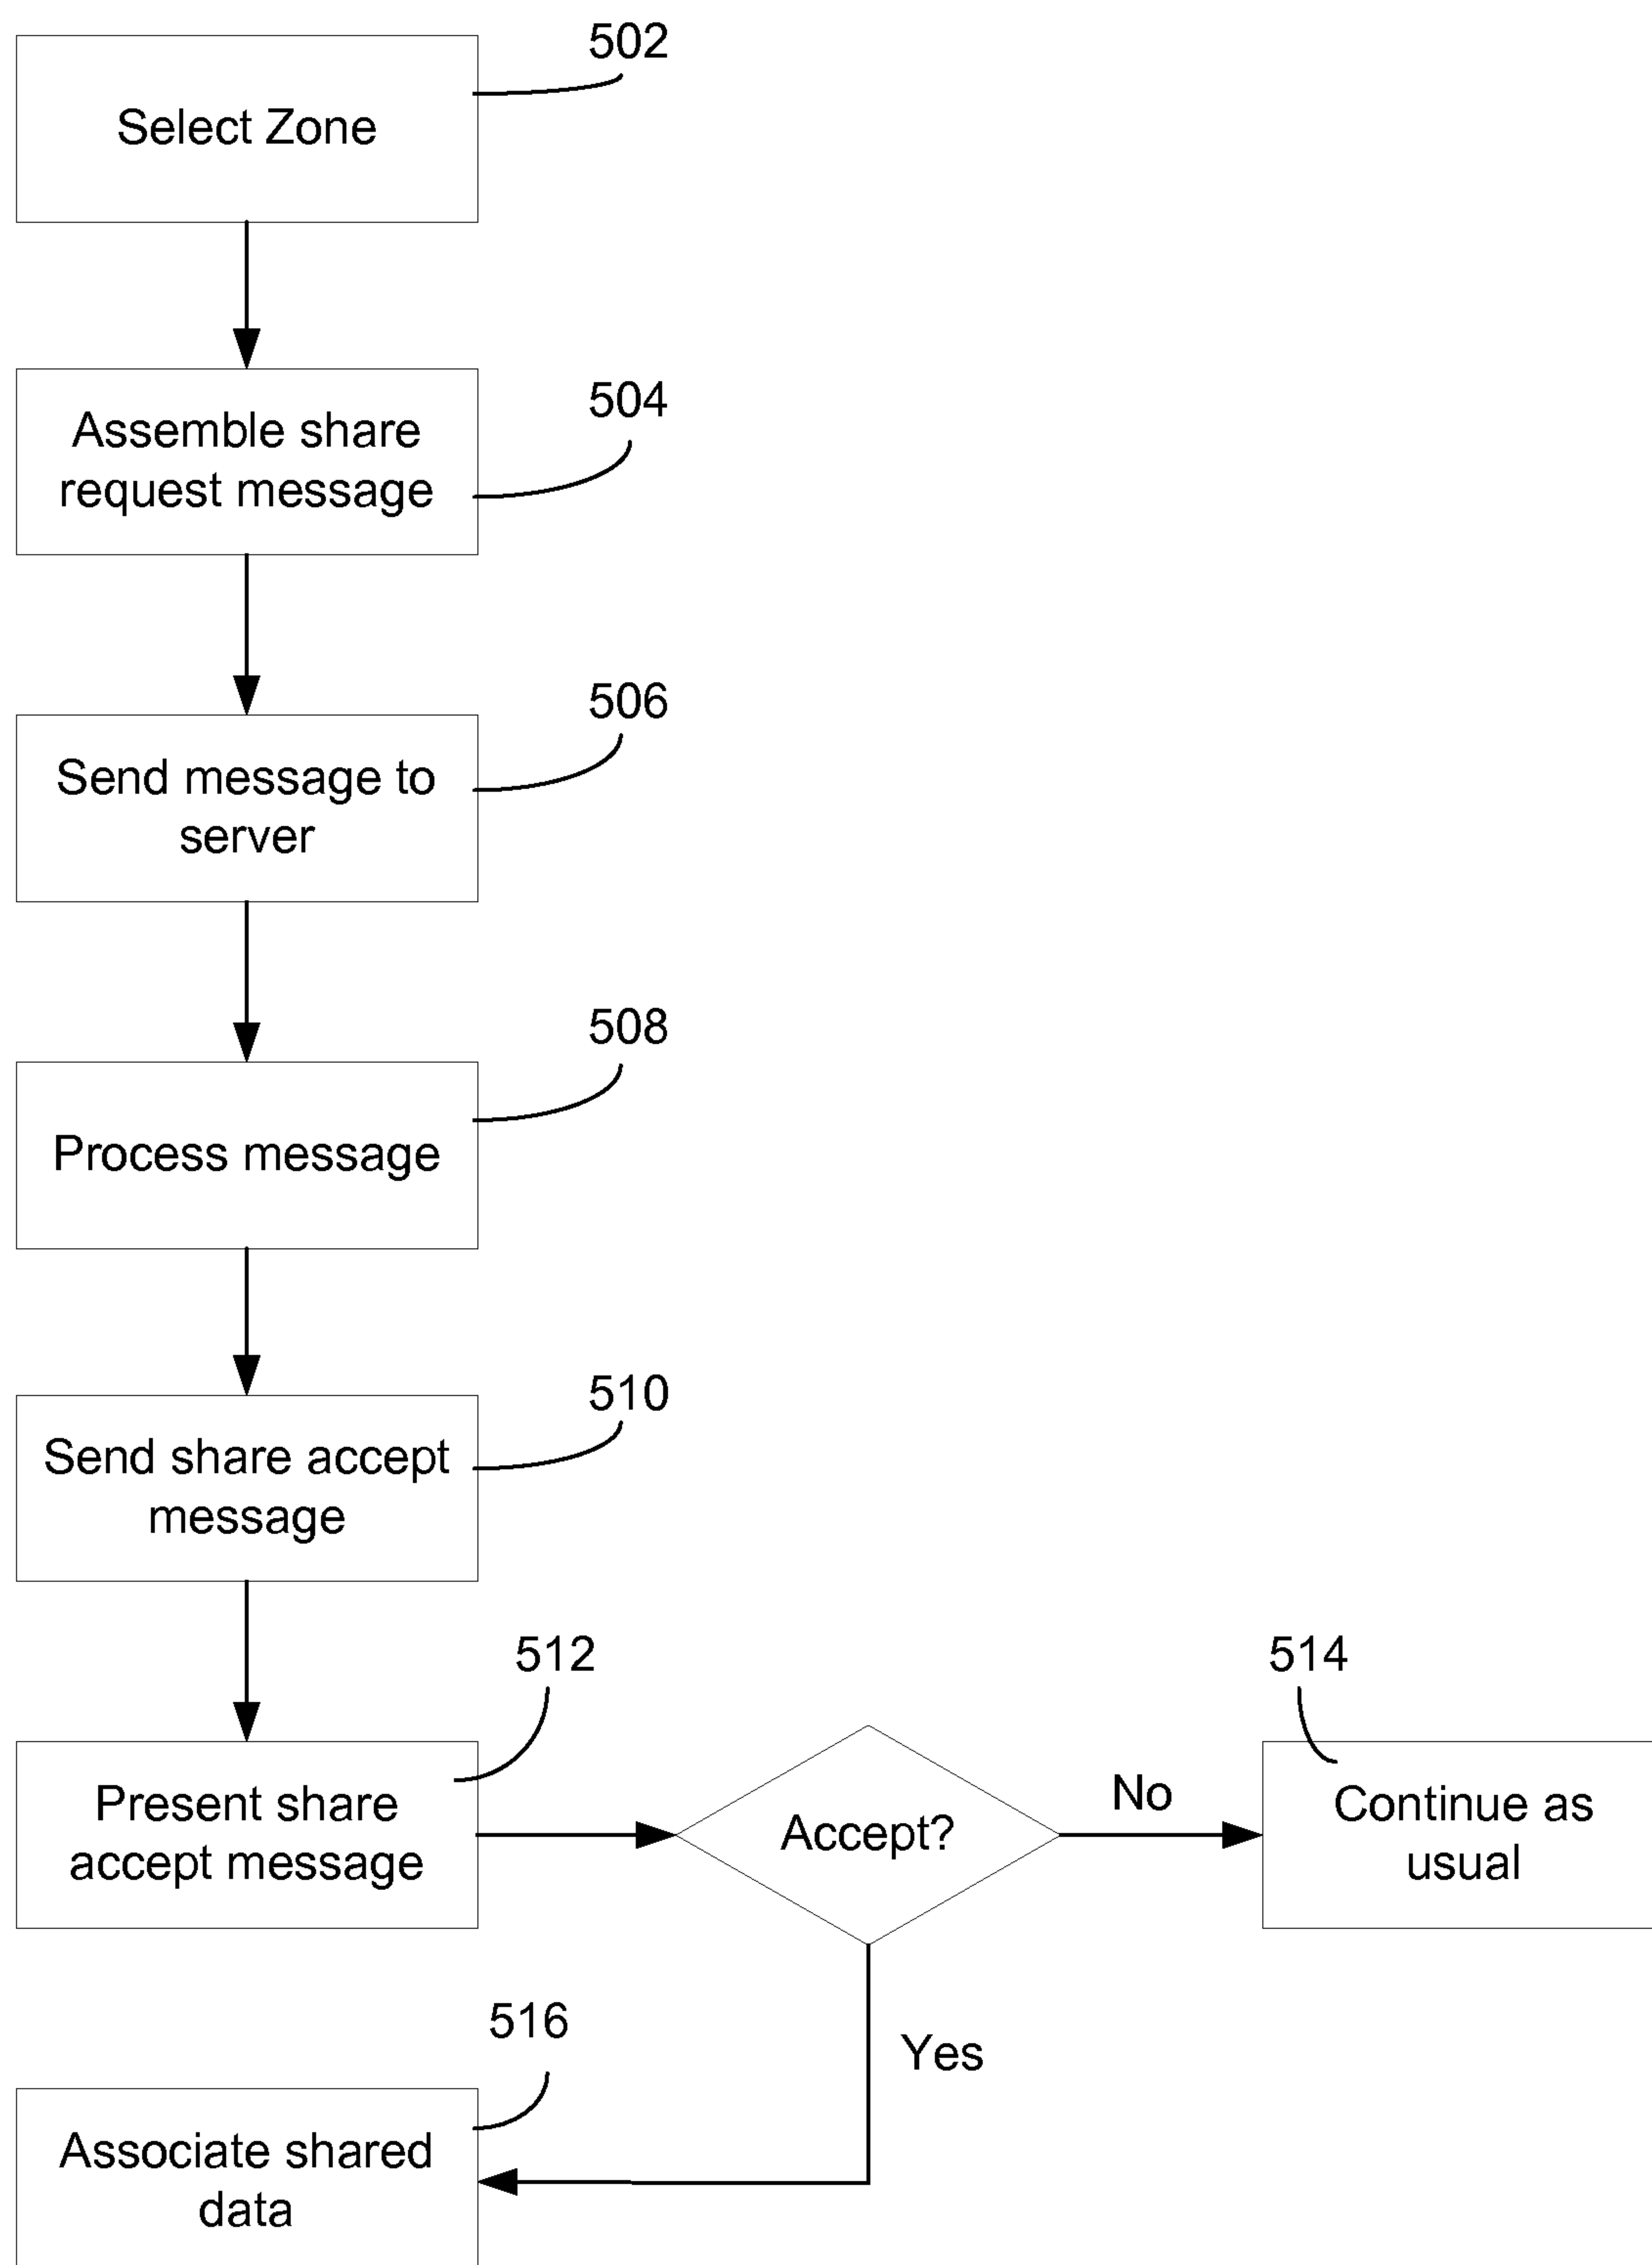 502
Select Zone
504
Assemble share
request message
506
Send message to
server
508
Process message
510
Send share accept
message
512
Present share
accept message
Accept?
No
514
Continue as
usual
Yes
516
Associate shared
data